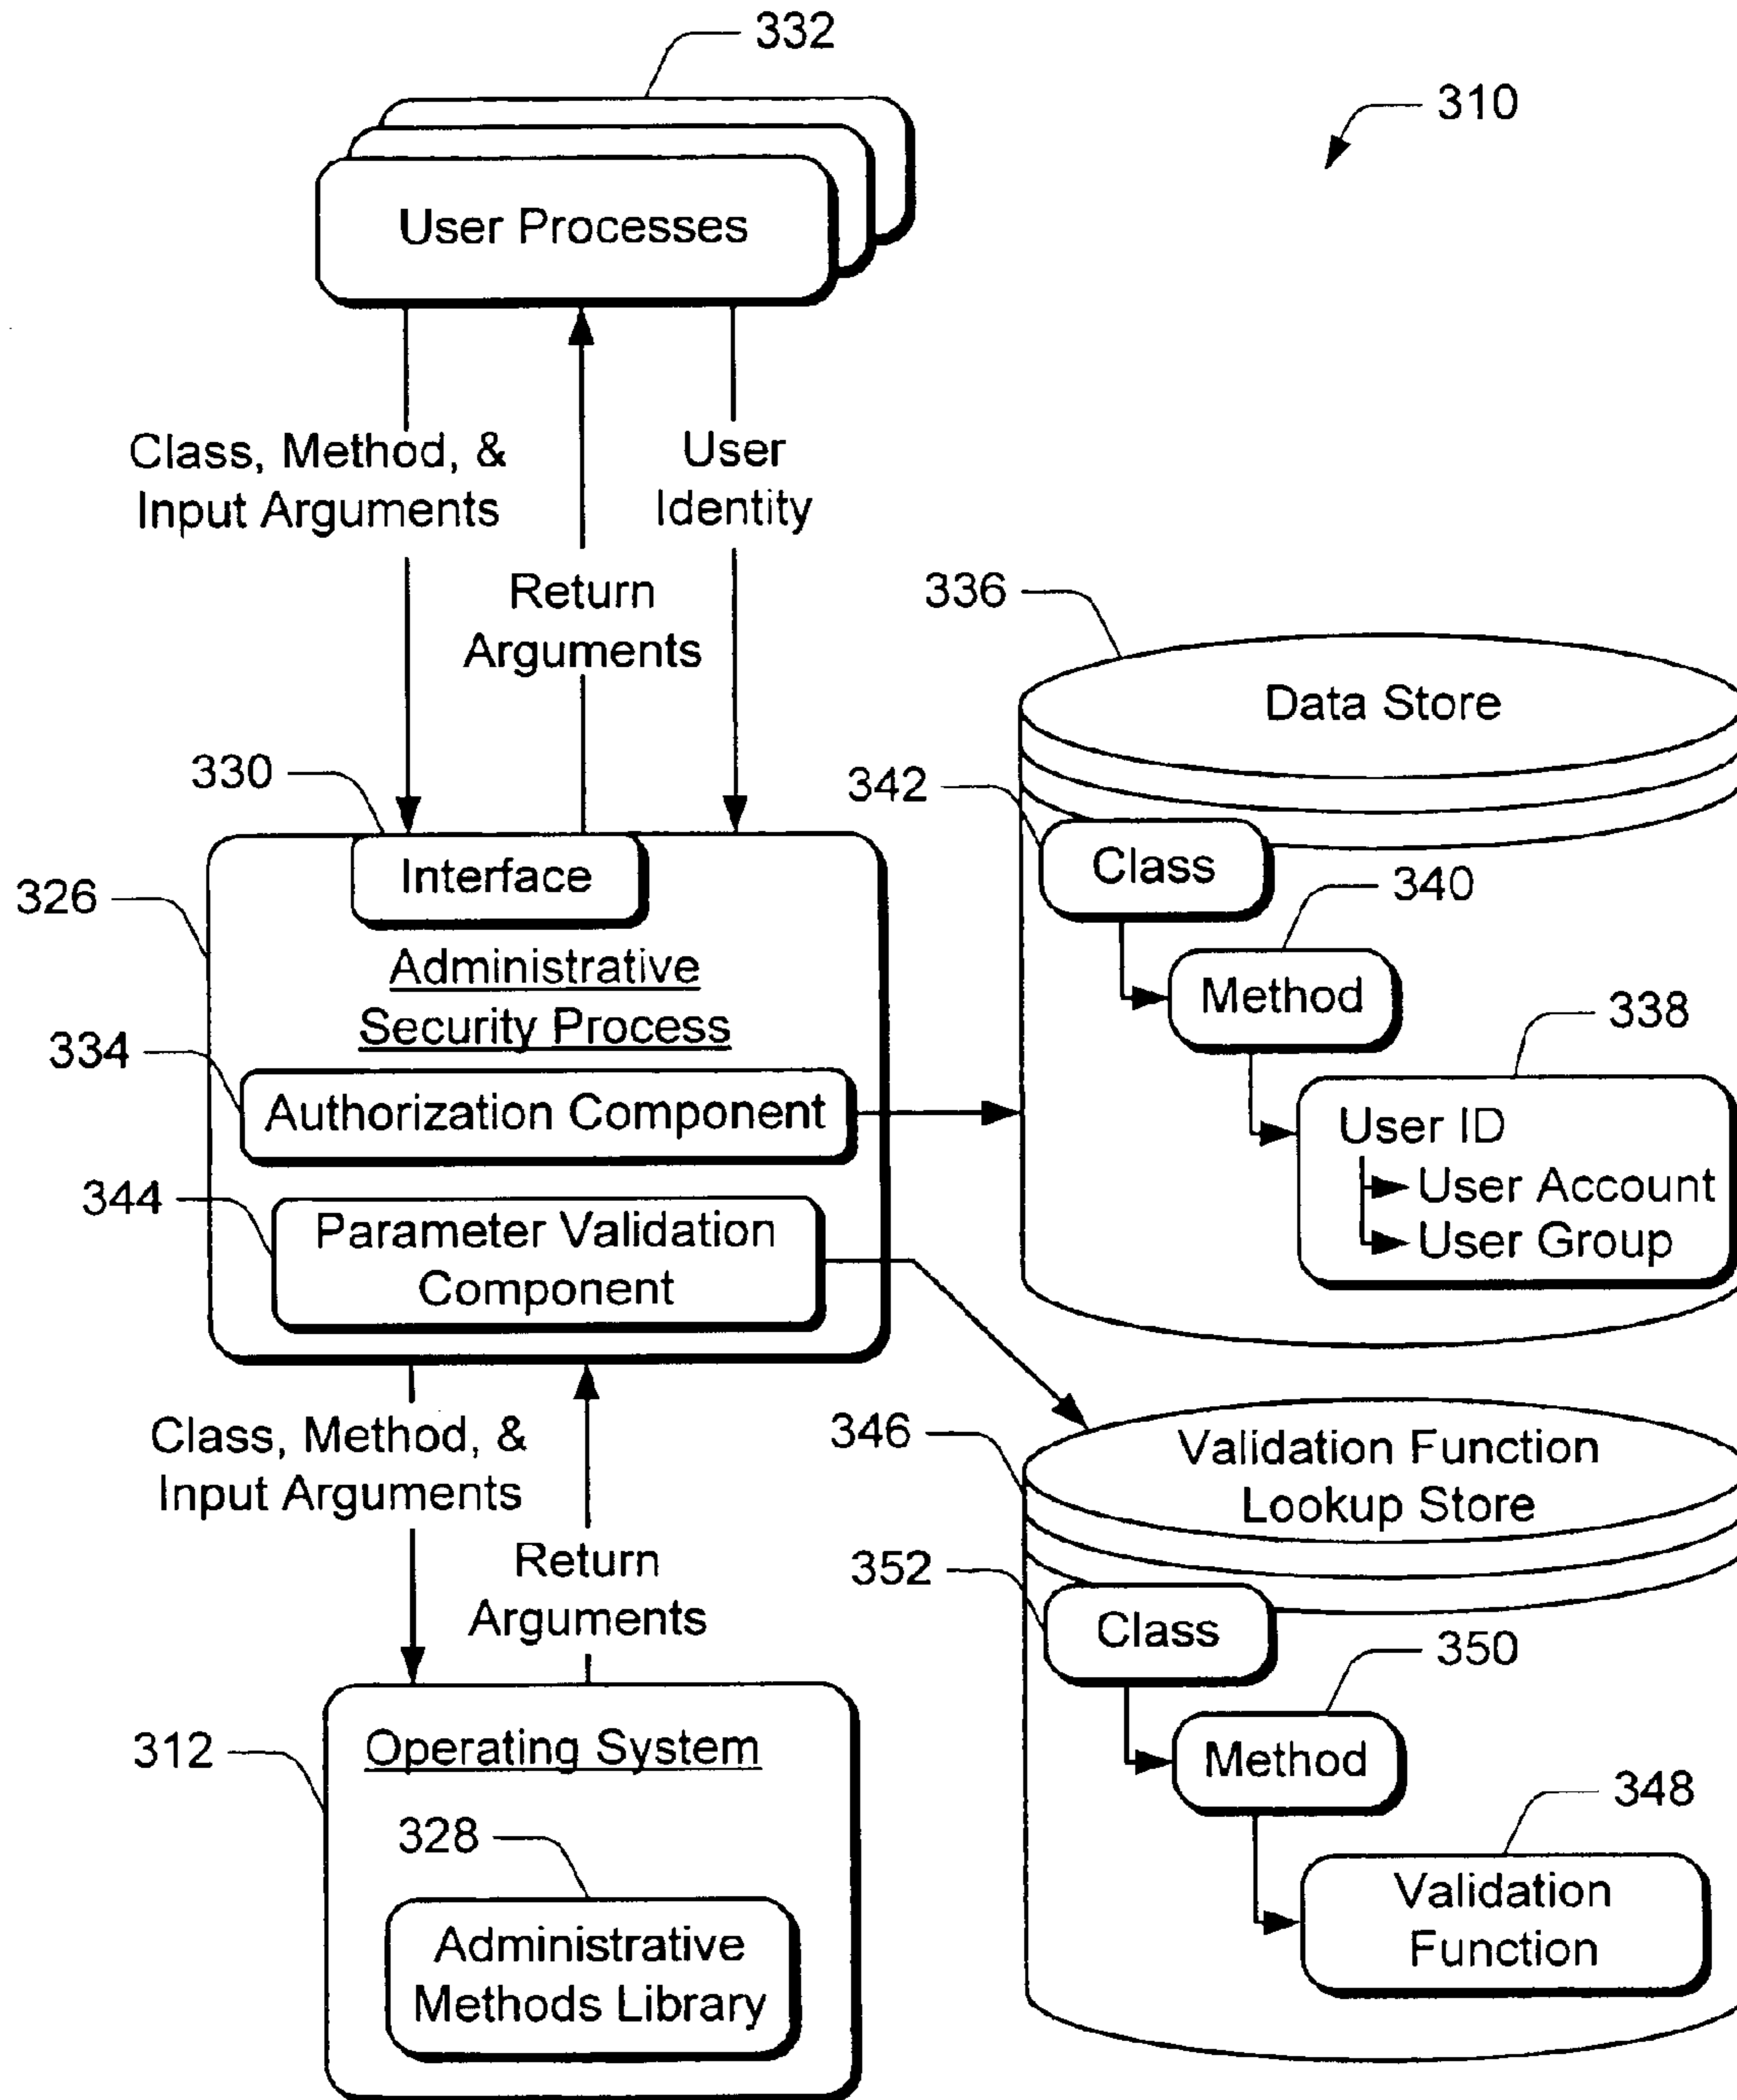 332
310
User Processes
Class, Method, &
Input Arguments
User
Identity
Return
Arguments
336
Data Store
330
342
Interface
Class
326
340
Administrative
Security Process
Method
334
338
Authorization Component
User ID
User Account
User Group
344
Parameter Validation
Component
Class, Method, &
Input Arguments
346
Validation Function
Lookup Store
Return
Arguments
352
Class
350
312
Operating System
Method
328
348
Administrative
Methods Library
Validation
Function